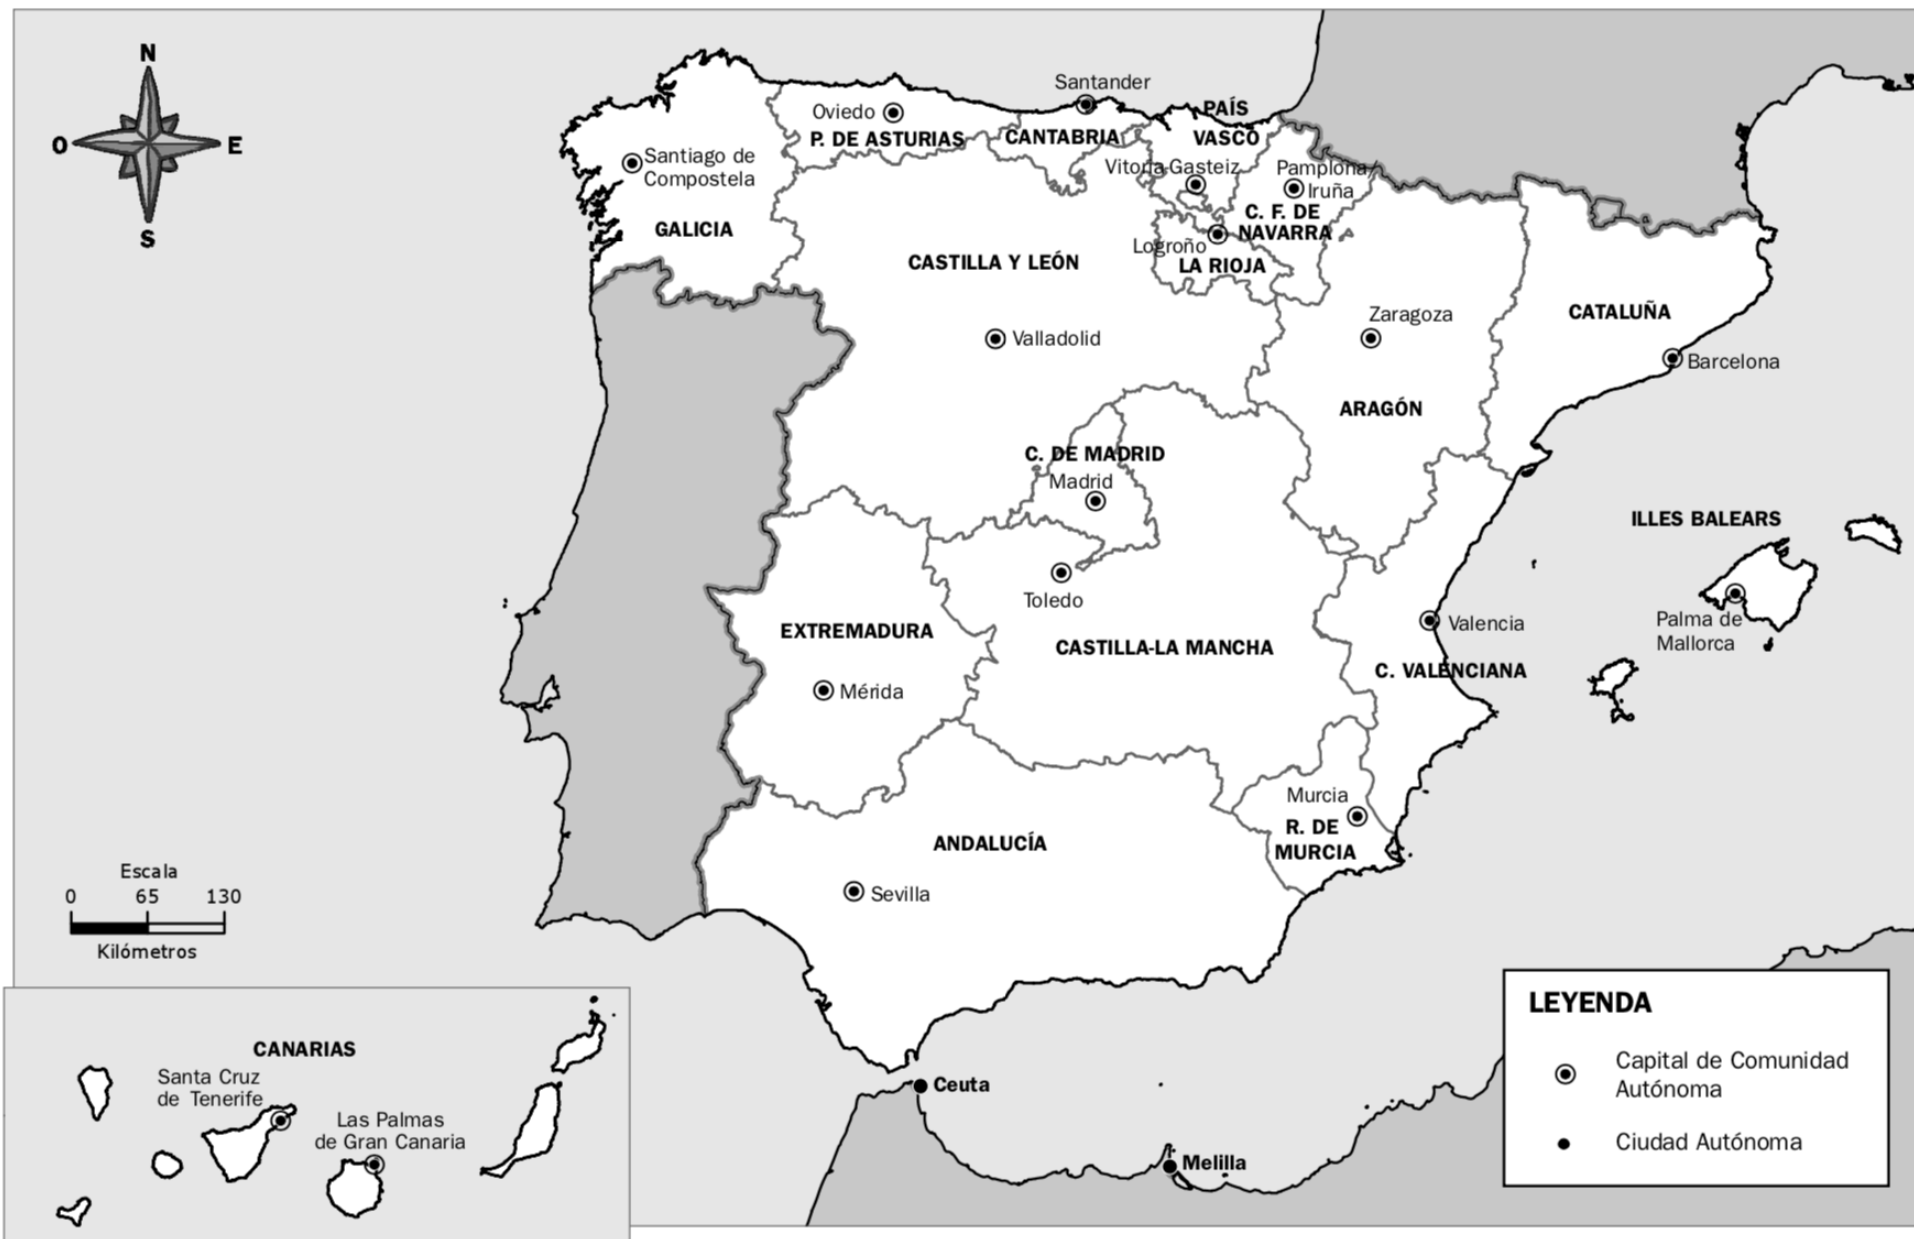 N
O
E
S
Santander
Oviedo
P. DE ASTURIAS
CANTABRIA
PAÍS
VASCO
Santiago de
Compostela
GALICIA
Vitoria-Gasteiz
Pamplona/
Iruña
C. F. DE
NAVARRA
Logroño
LA RIOJA
CASTILLA Y LEÓN
Valladolid
Zaragoza
ARAGÓN
CATALUÑA
Barcelona
C. DE MADRID
Madrid
Toledo
CASTILLA-LA MANCHA
EXTREMADURA
Mérida
ILLES BALEARS
Palma de
Mallorca
Valencia
C. VALENCIANA
Murcia
R. DE
MURCIA
ANDALUCÍA
Sevilla
Escala
0 65 130
Kilómetros
CANARIAS
Santa Cruz
de Tenerife
Las Palmas
de Gran Canaria
Ceuta
Melilla
LEYENDA
Capital de Comunidad
Autónoma
Ciudad Autónoma